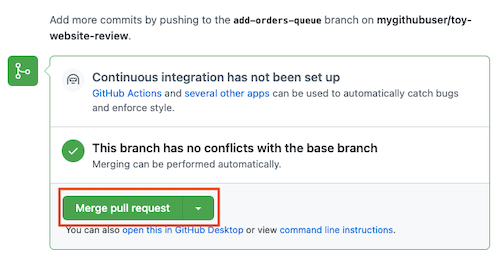 Add more commits by pushing to the add-orders-queue branch on mygithubuser/toy-
website-review.
Continuous integration has not been set up
GitHub Actions and several other apps can be used to automatically catch bugs
and enforce style.
This branch has no conflicts with the base branch
Merging can be performed automatically.
Merge pull request
You can also open this in GitHub Desktop or view command line instructions.